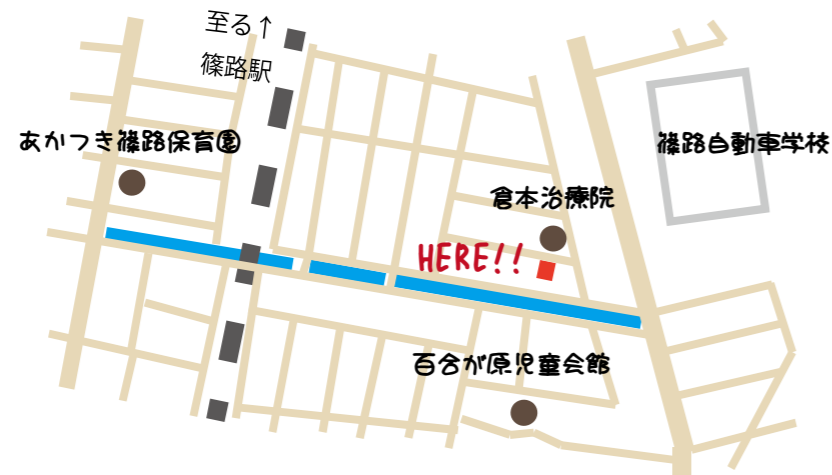 至る↑
篠路駅
あかつき篠路保育園
篠路自動車学校
倉本治療院
HERE!!
百合が原児童会館